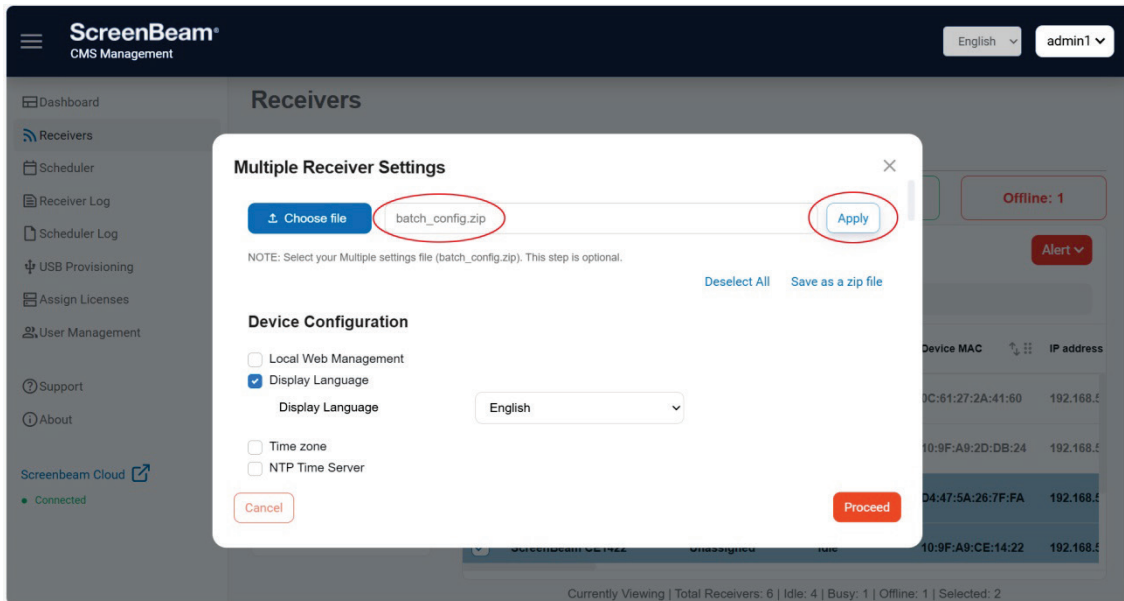 ScreenBeam®
CMS Management
English
admin1
Dashboard
Receivers
Scheduler
Receiver Log
Scheduler Log
USB Provisioning
Assign Licenses
User Management
Support
About
Screenbeam Cloud
Connected
Receivers
Offline: 1
Alert
Multiple Receiver Settings
Choose file
batch_config.zip
Apply
NOTE: Select your Multiple settings file (batch_config.zip). This step is optional.
Deselect All Save as a zip file
Device Configuration
Local Web Management
Display Language
Display Language English
Time zone
NTP Time Server
Cancel
Proceed
Device MAC IP address
0C:61:27:2A:41:60 192.168.5
10:9F:A9:2D:DB:24 192.168.5
D4:47:5A:26:7F:FA 192.168.5
ScreenBeam CE1422 Unassigned Idle 10:9F:A9:CE:14:22 192.168.5
Currently Viewing | Total Receivers: 6 | Idle: 4 | Busy: 1 | Offline: 1 | Selected: 2